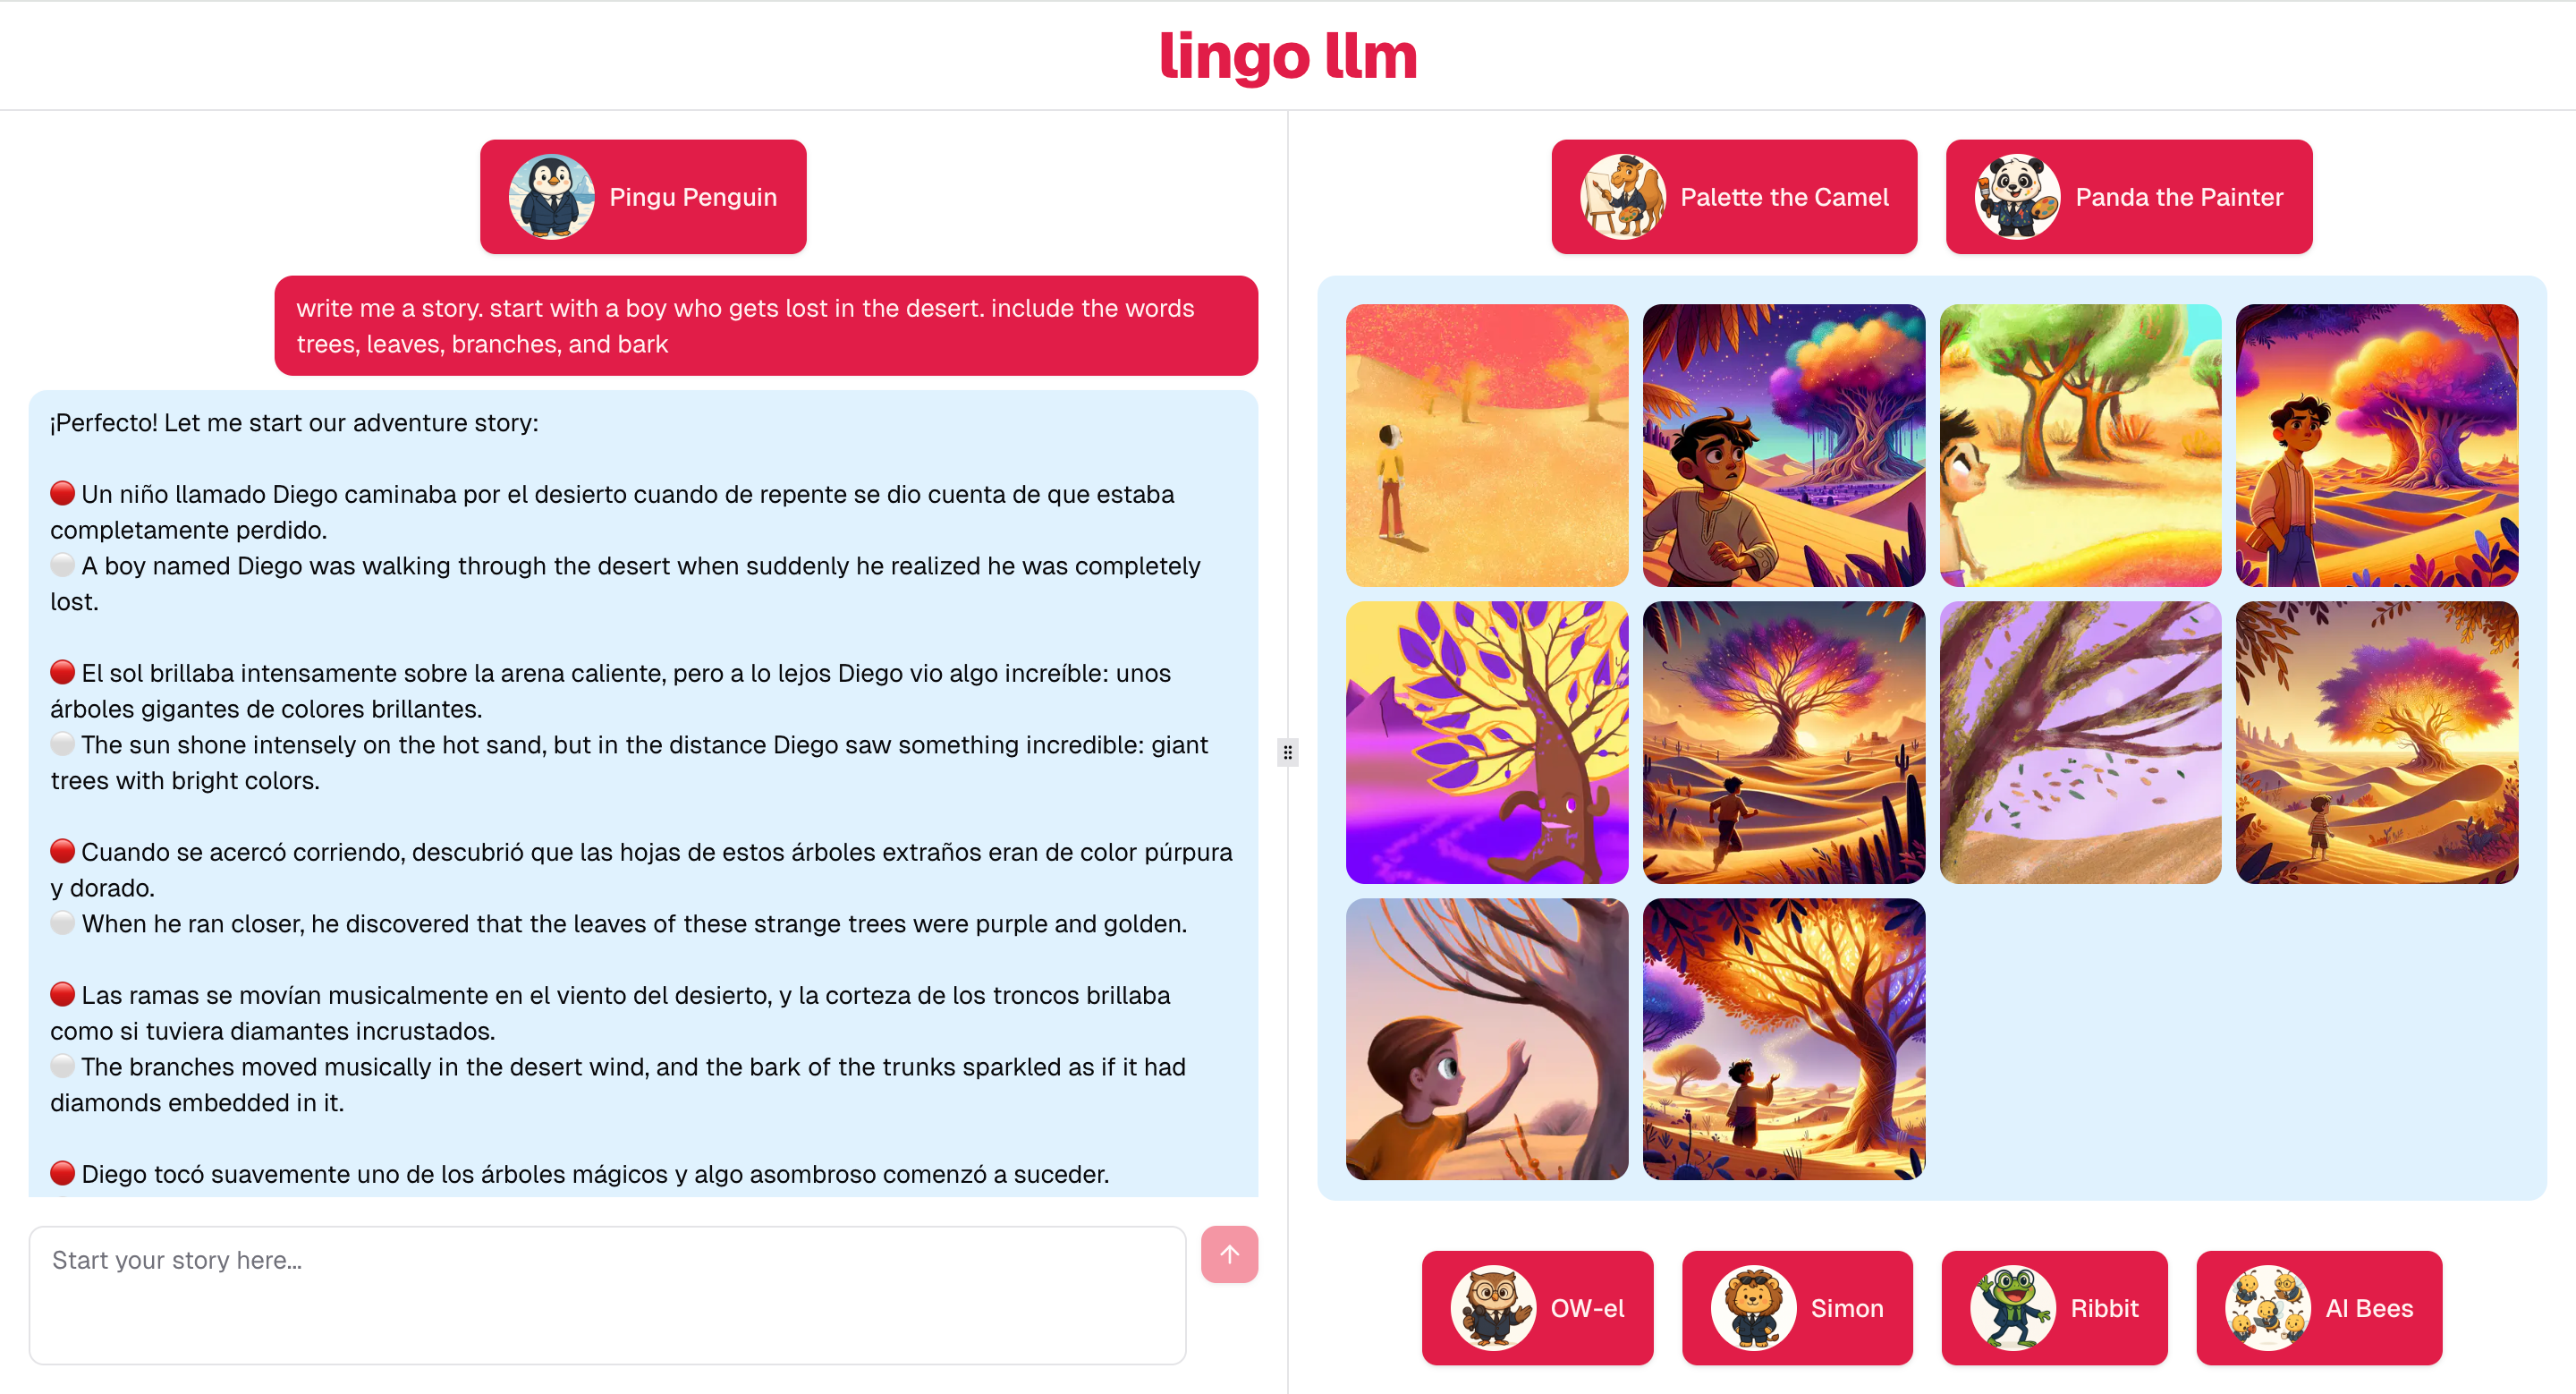 lingo llm
Pingu Penguin
write me a story. start with a boy who gets lost in the desert. include the words
trees, leaves, branches, and bark
¡Perfecto! Let me start our adventure story:
🔴 Un niño llamado Diego caminaba por el desierto cuando de repente se dio cuenta de que estaba
completamente perdido.
⚪ A boy named Diego was walking through the desert when suddenly he realized he was completely
lost.
🔴 El sol brillaba intensamente sobre la arena caliente, pero a lo lejos Diego vio algo increíble: unos
árboles gigantes de colores brillantes.
⚪ The sun shone intensely on the hot sand, but in the distance Diego saw something incredible: giant
trees with bright colors.
🔴 Cuando se acercó corriendo, descubrió que las hojas de estos árboles extraños eran de color púrpura
y dorado.
⚪ When he ran closer, he discovered that the leaves of these strange trees were purple and golden.
🔴 Las ramas se movían musicalmente en el viento del desierto, y la corteza de los troncos brillaba
como si tuviera diamantes incrustados.
⚪ The branches moved musically in the desert wind, and the bark of the trunks sparkled as if it had
diamonds embedded in it.
🔴 Diego tocó suavemente uno de los árboles mágicos y algo asombroso comenzó a suceder.
Start your story here...
Palette the Camel
Panda the Painter
OW-el
Simon
Ribbit
AI Bees